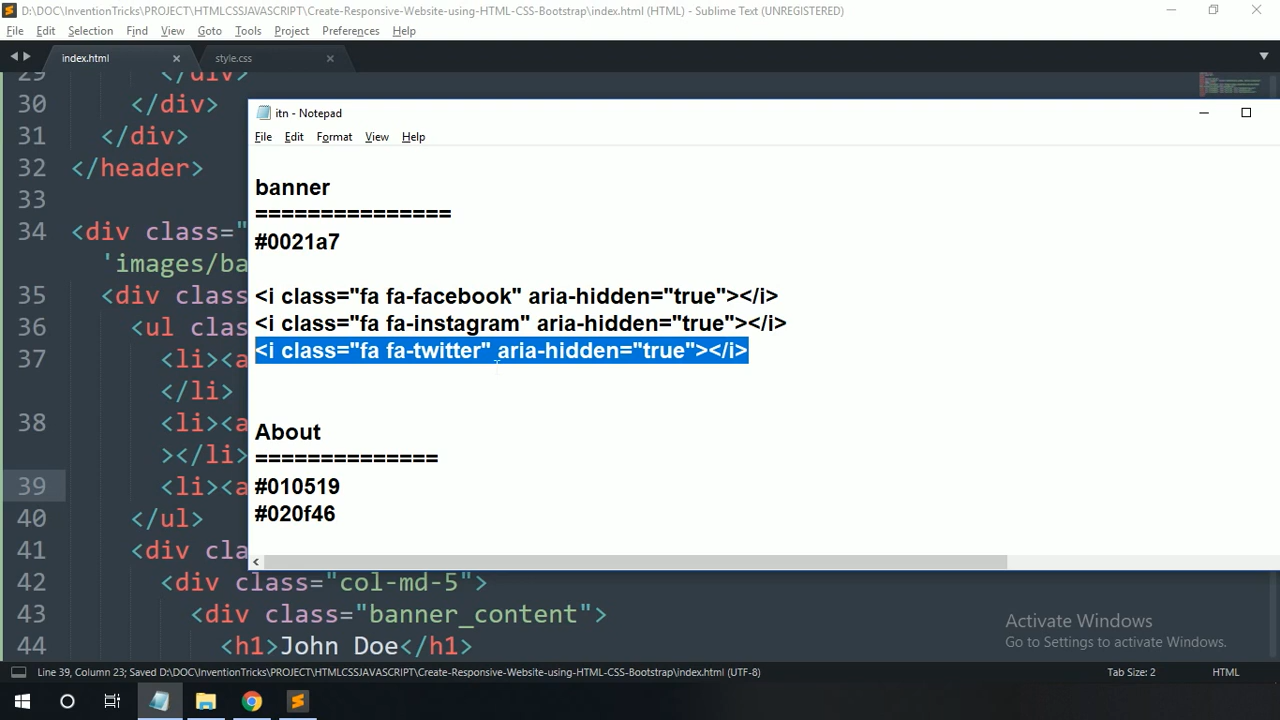 D:\DOC\InventionTricks\PROJECT\HTMLCSSJAVASCRIPT\Create-Responsive-Website-using-HTML-CSS-Bootstrap\index.html (HTML) - Sublime Text (UNREGISTERED)
File Edit Selection Find View Goto Tools Project Preferences Help
index.html style.css
29 </div>
30 </div>
31 </div>
32 </header>
33
34 <div class="
'images/ba
35 <div class
36 <ul clas
37 <li><a
</li>
38 <li><a
></li>
39 <li><a
40 </ul>
41 <div cla
42 <div class="col-md-5">
43 <div class="banner_content">
44 <h1>John Doe</h1>
itn - Notepad
File Edit Format View Help
banner
===============
#0021a7
<i class="fa fa-facebook" aria-hidden="true"></i>
<i class="fa fa-instagram" aria-hidden="true"></i>
<i class="fa fa-twitter" aria-hidden="true"></i>
About
==============
#010519
#020f46
Activate Windows
Go to Settings to activate Windows.
Line 39, Column 23; Saved D:\DOC\InventionTricks\PROJECT\HTMLCSSJAVASCRIPT\Create-Responsive-Website-using-HTML-CSS-Bootstrap\index.html (UTF-8) Tab Size: 2 HTML